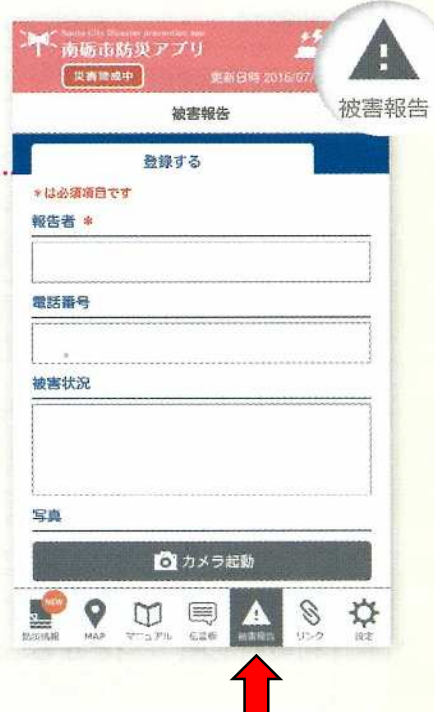 Nanto City Disaster prevention app
南砺市防災アプリ
災害警戒中
更新日時 2016/07/
被害報告
被害報告
登録する
*は必須項目です
報告者 *
電話番号
被害状況
写真
カメラ起動
NEW
防災情報
MAP
マニュアル
伝言板
被害報告
リンク
設定